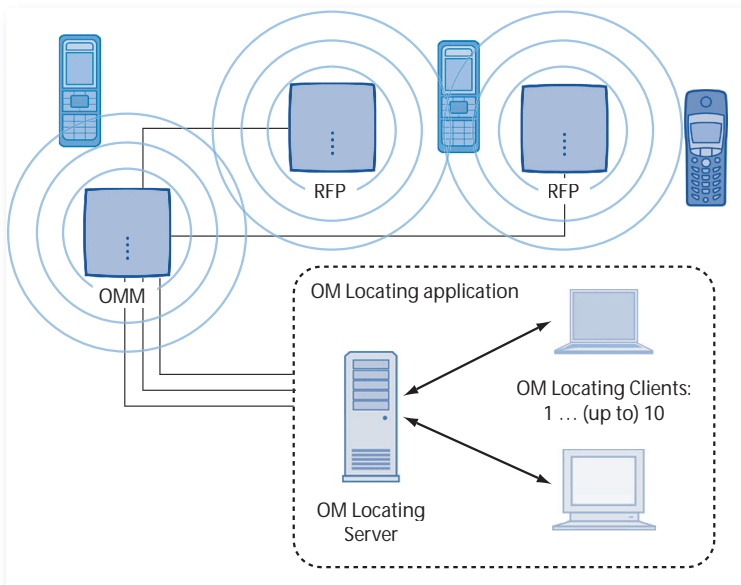 RFP
RFP
OMM
OM Locating application
OM Locating Clients:
1 … (up to) 10
OM Locating
Server